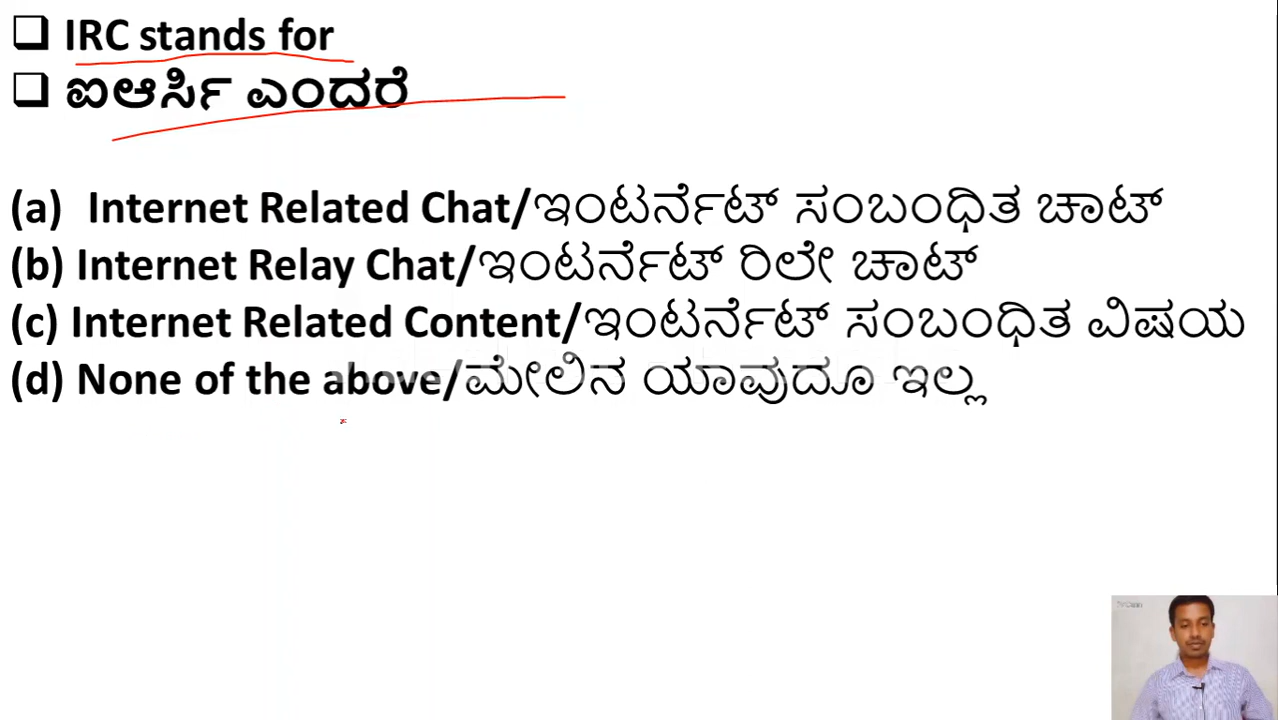 ❑ IRC stands for
❑ ಐಆರ್ಸಿ ಎಂದರೆ
(a) Internet Related Chat/ಇಂಟರ್ನೆಟ್ ಸಂಬಂಧಿತ ಚಾಟ್
(b) Internet Relay Chat/ಇಂಟರ್ನೆಟ್ ರಿಲೇ ಚಾಟ್
(c) Internet Related Content/ಇಂಟರ್ನೆಟ್ ಸಂಬಂಧಿತ ವಿಷಯ
(d) None of the above/ಮೇಲಿನ ಯಾವುದೂ ಇಲ್ಲ